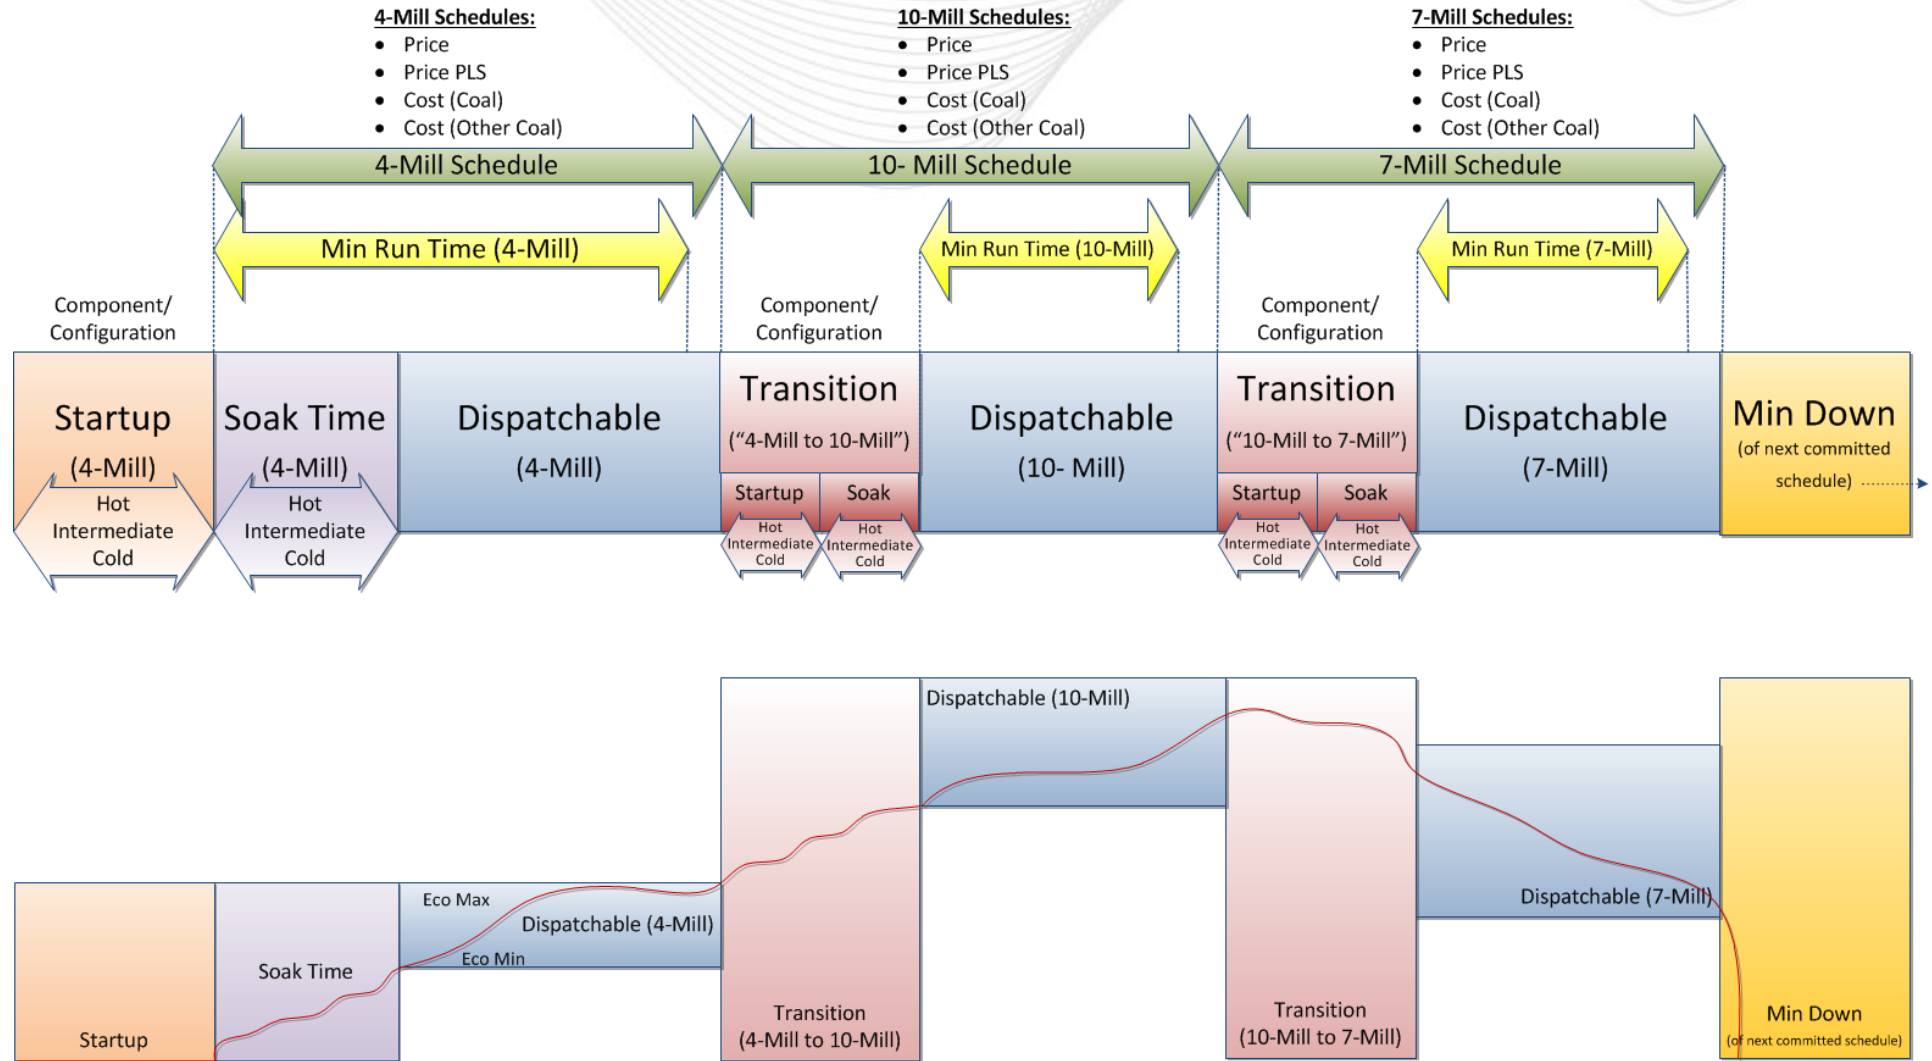 4-Mill Schedules:
• Price
• Price PLS
• Cost (Coal)
• Cost (Other Coal)
10-Mill Schedules:
• Price
• Price PLS
• Cost (Coal)
• Cost (Other Coal)
7-Mill Schedules:
• Price
• Price PLS
• Cost (Coal)
• Cost (Other Coal)
4-Mill Schedule
10- Mill Schedule
7-Mill Schedule
Min Run Time (4-Mill)
Min Run Time (10-Mill)
Min Run Time (7-Mill)
Component/
Configuration
Component/
Configuration
Component/
Configuration
Startup
(4-Mill)
Hot
Intermediate
Cold
Soak Time
(4-Mill)
Hot
Intermediate
Cold
Dispatchable
(4-Mill)
Transition
(“4-Mill to 10-Mill”)
Startup
Hot
Intermediate
Cold
Soak
Hot
Intermediate
Cold
Dispatchable
(10- Mill)
Transition
(“10-Mill to 7-Mill”)
Startup
Hot
Intermediate
Cold
Soak
Hot
Intermediate
Cold
Dispatchable
(7-Mill)
Min Down
(of next committed
schedule)
Startup
Soak Time
Eco Max
Dispatchable (4-Mill)
Eco Min
Transition
(4-Mill to 10-Mill)
Dispatchable (10-Mill)
Transition
(10-Mill to 7-Mill)
Dispatchable (7-Mill)
Min Down
(of next committed schedule)